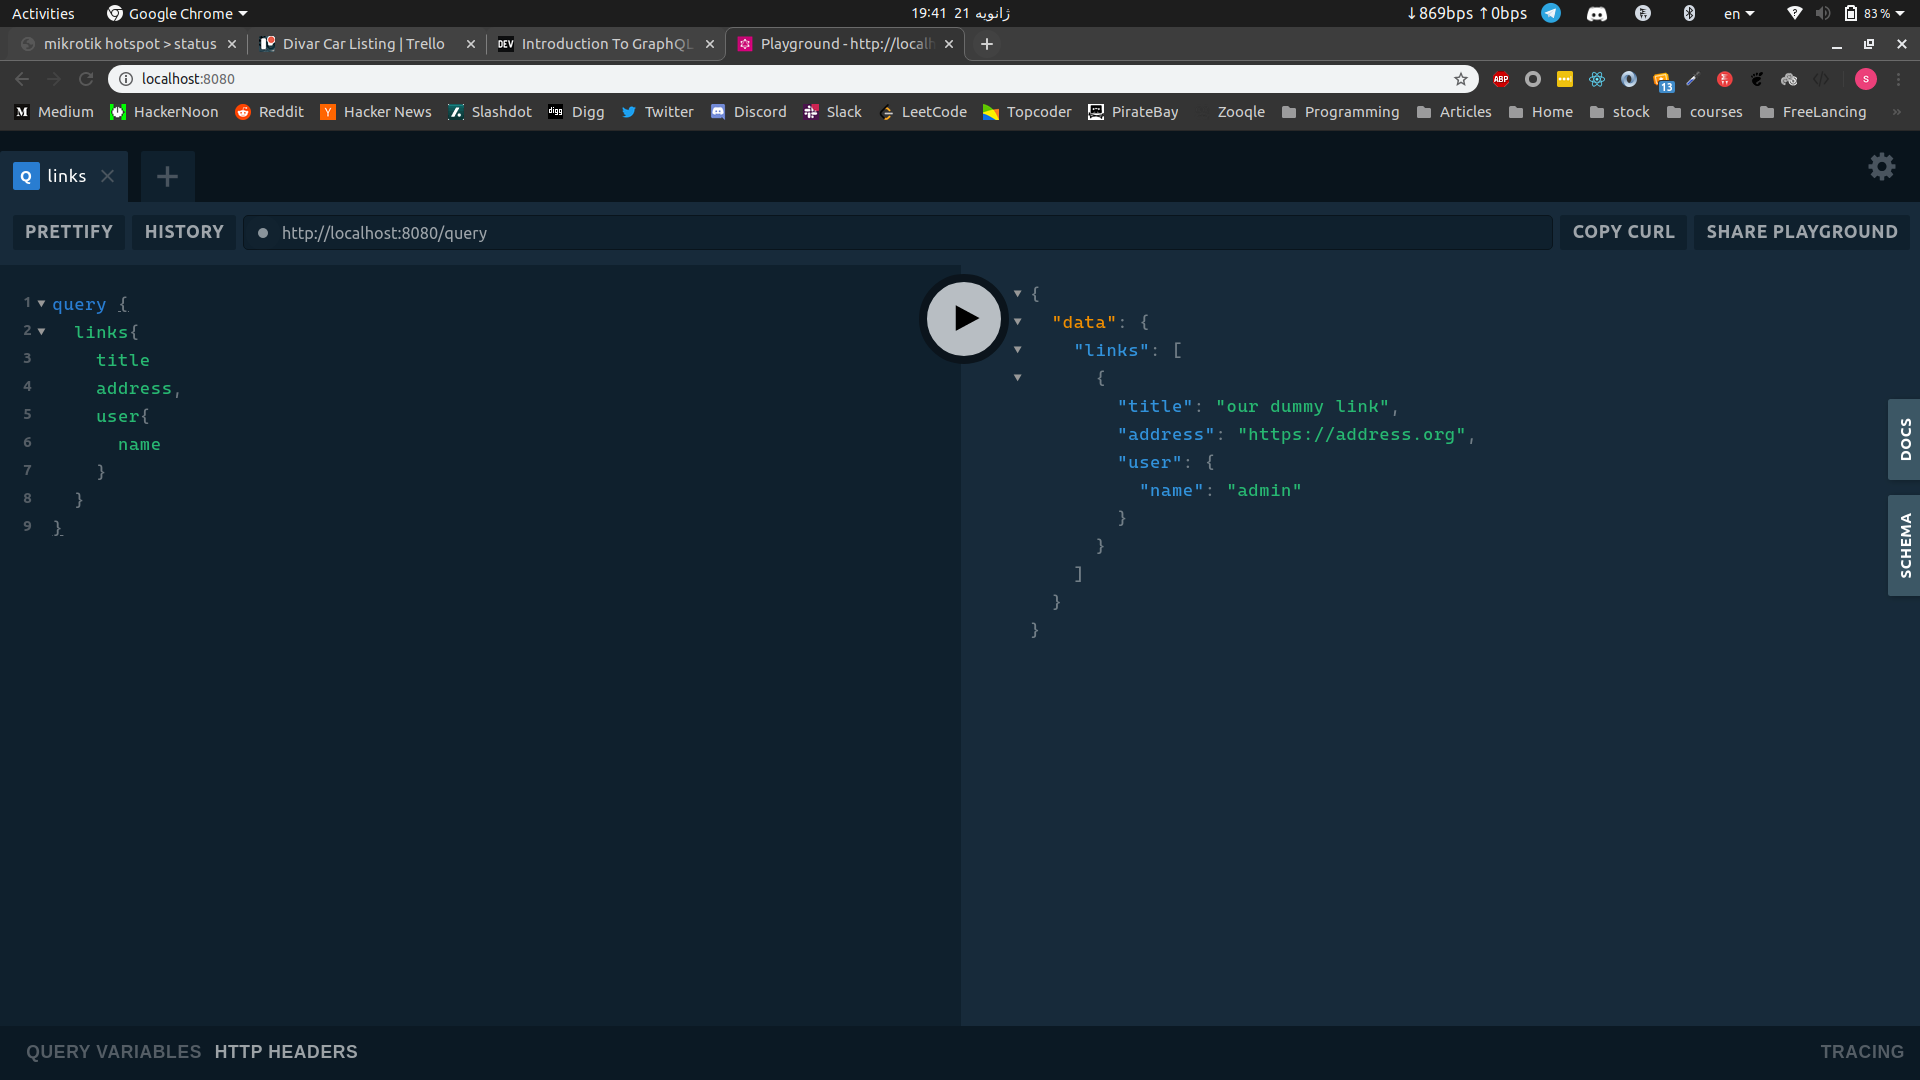 Activities Google Chrome 19:41 21 ژانویه ↓869bps ↑0bps en 83 %
mikrotik hotspot > status Divar Car Listing | Trello DEV Introduction To GraphQL Playground - http://localh
localhost:8080 ABP 13 S
M Medium HackerNoon Reddit Y Hacker News Slashdot digg Digg Twitter Discord Slack LeetCode Topcoder PirateBay Zooqle Programming Articles Home stock courses FreeLancing »
Q links
PRETTIFY HISTORY http://localhost:8080/query COPY CURL SHARE PLAYGROUND
1 query {
2 links{
3 title
4 address,
5 user{
6 name
7 }
8 }
9 }
{
"data": {
"links": [
{
"title": "our dummy link",
"address": "https://address.org",
"user": {
"name": "admin"
}
}
]
}
}
DOCS
SCHEMA
QUERY VARIABLES HTTP HEADERS TRACING